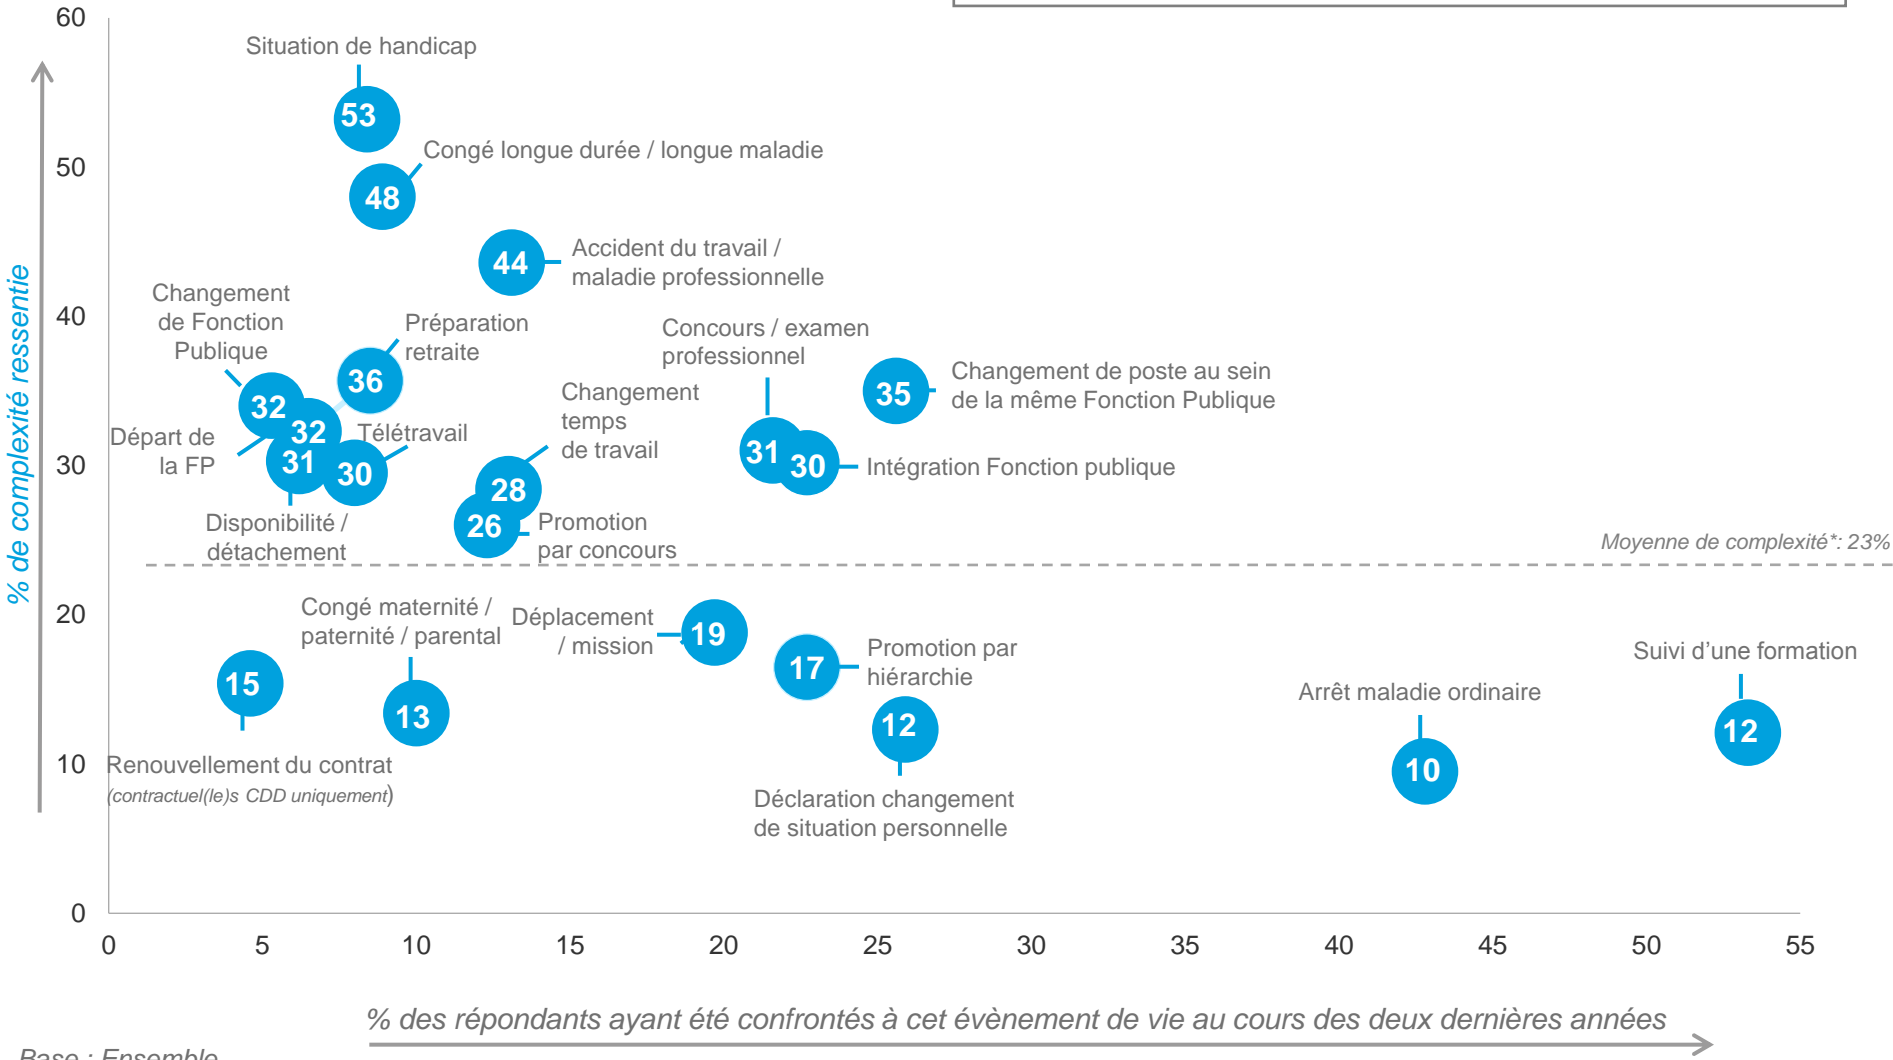 60
Situation de handicap
53
50
Congé longue durée / longue maladie
48
Accident du travail /
maladie professionnelle
44
Changement
de Fonction
Publique
40
Préparation
retraite
36
Concours / examen
professionnel
Changement de poste au sein
de la même Fonction Publique
35
Changement
temps
de travail
32
32
Départ de
la FP
Télétravail
31
30
30
31
30
Intégration Fonction publique
28
26
Disponibilité /
détachement
Promotion
par concours
Moyenne de complexité*: 23%
% de complexité ressentie
20
Congé maternité /
paternité / parental
Déplacement
/ mission
19
Promotion par
hiérarchie
17
Suivi d'une formation
15
13
12
Arrêt maladie ordinaire
12
10
Renouvellement du contrat
(contractuel(le)s CDD uniquement)
10
Déclaration changement
de situation personnelle
0
0 5 10 15 20 25 30 35 40 45 50 55
% des répondants ayant été confrontés à cet évènement de vie au cours des deux dernières années
Base : Ensemble